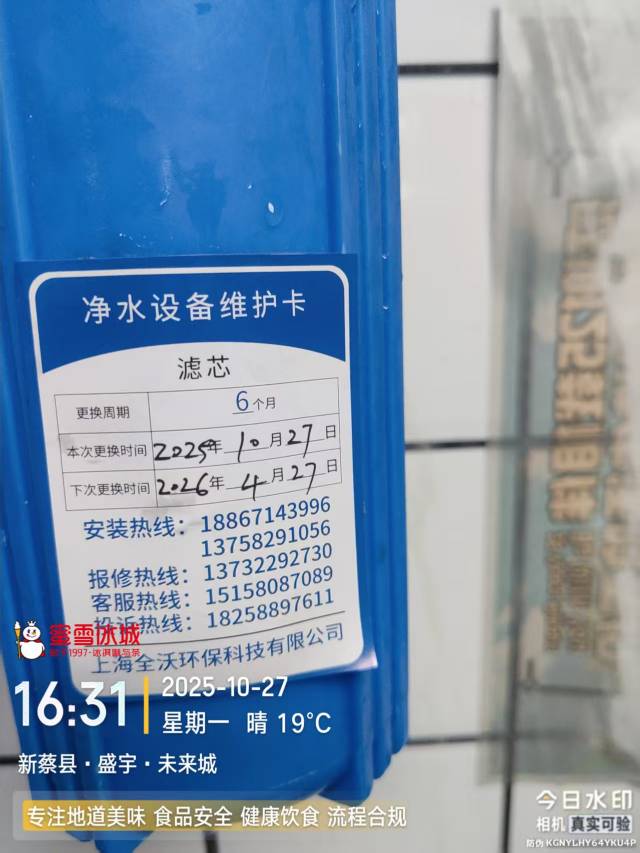 净水设备维护卡
滤芯
更换周期 6个月
本次更换时间 2025年 10月 27日
下次更换时间 2026年 4月 27日
安装热线：18867143996
13758291056
报修热线：13732292730
客服热线：15158087089
投诉热线：18258897611
上海全沃环保科技有限公司
蜜雪冰城
16:31
2025-10-27
星期一 晴 19℃
新蔡县·盛宇·未来城
专注地道美味 食品安全 健康饮食 流程合规
今日水印
相机 真实可验
防伪 KGNYLHY64YKU4P